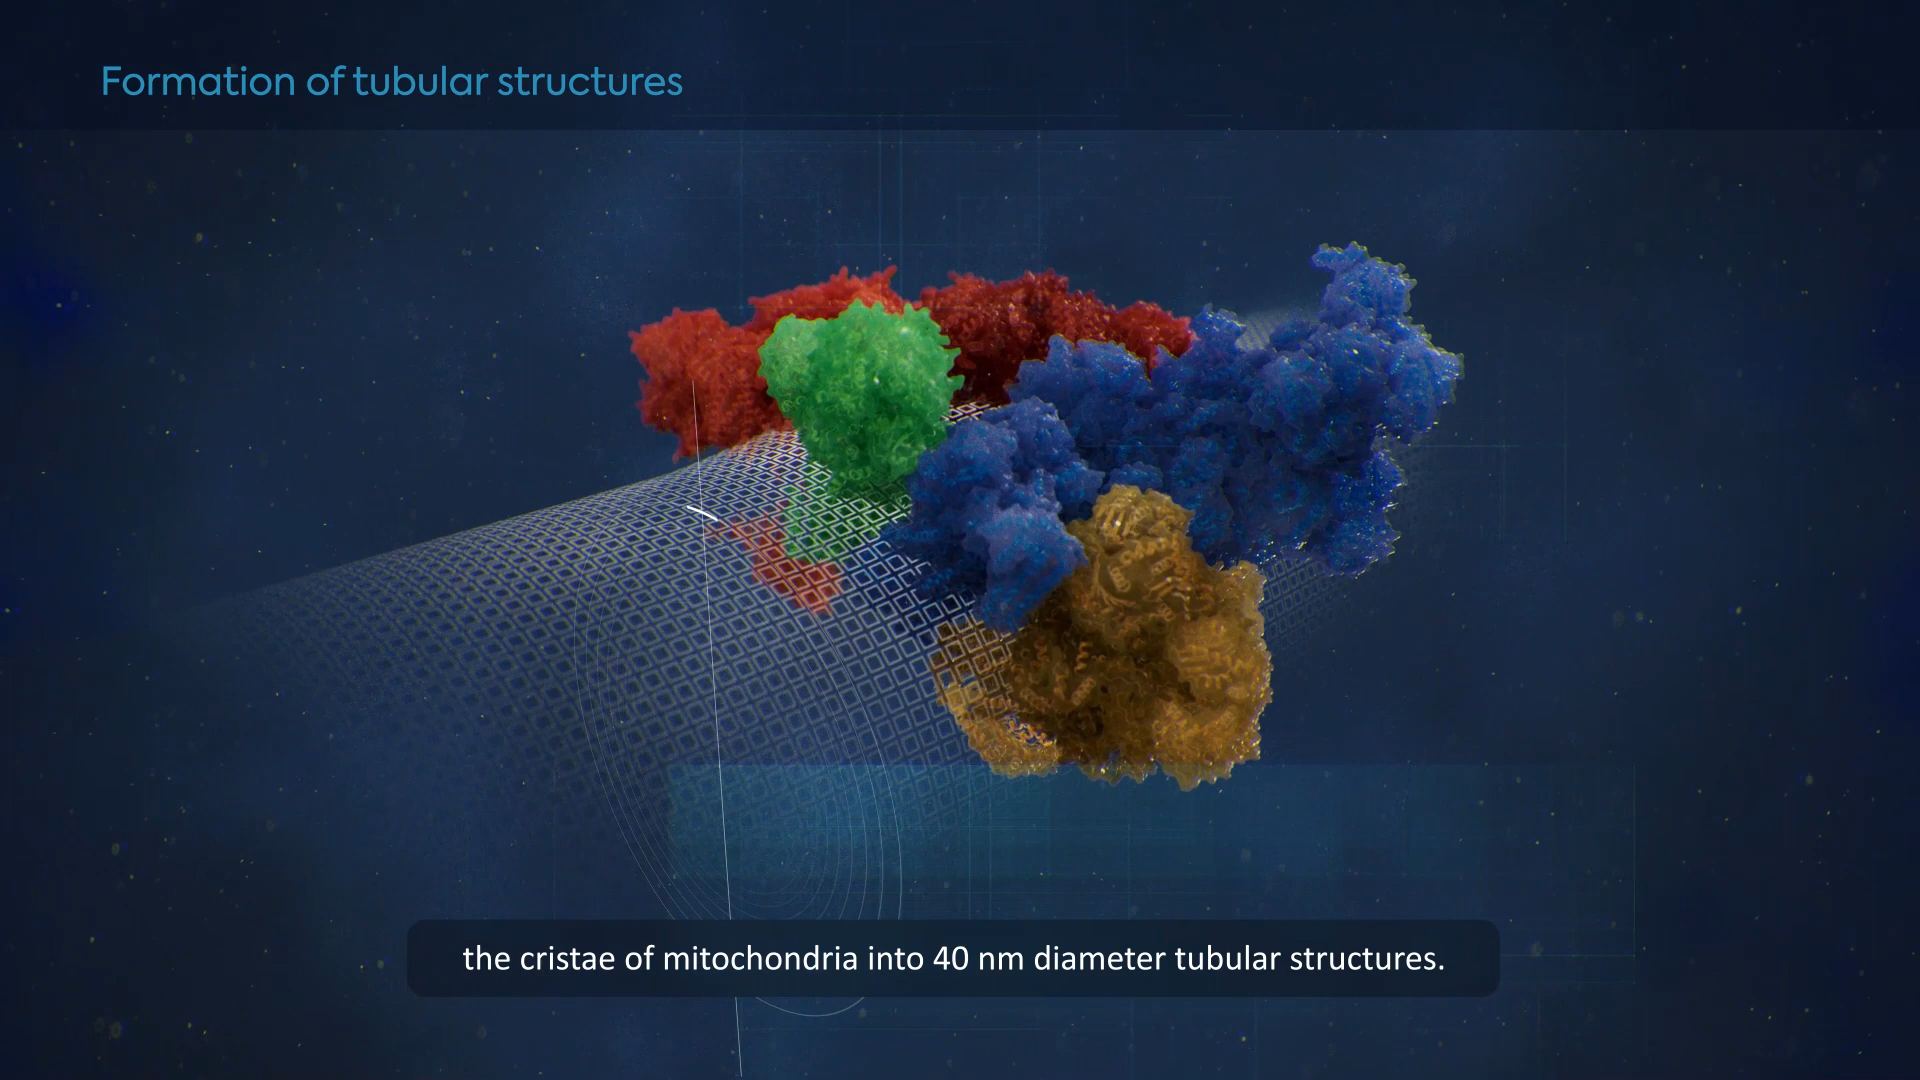 Formation of tubular structures
the cristae of mitochondria into 40 nm diameter tubular structures.